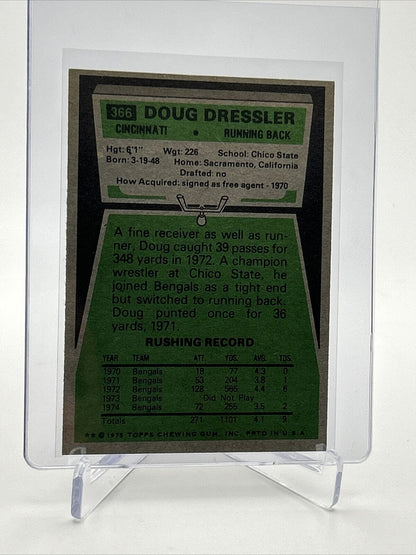 366 DOUG DRESSLER
CINCINNATI • RUNNING BACK
Hgt: 6'1" Wgt: 226 School: Chico State
Born: 3-19-48 Home: Sacramento, California
Drafted: no
How Acquired: signed as free agent - 1970
A fine receiver as well as run-
ner, Doug caught 39 passes for
348 yards in 1972. A champion
wrestler at Chico State, he
joined Bengals as a tight end
but switched to running back.
Doug punted once for 36
yards, 1971.
RUSHING RECORD
YEAR TEAM ATT. YDS. AVG. TDS.
1970 Bengals 18 77 4.3 0
1971 Bengals 53 204 3.8 1
1972 Bengals 128 565 4.4 6
1973 Bengals Did Not Play
1974 Bengals 72 255 3.5 2
Totals 271 1101 4.1 9
★★ © 1975 TOPPS CHEWING GUM, INC. PRTD IN U.S.A.